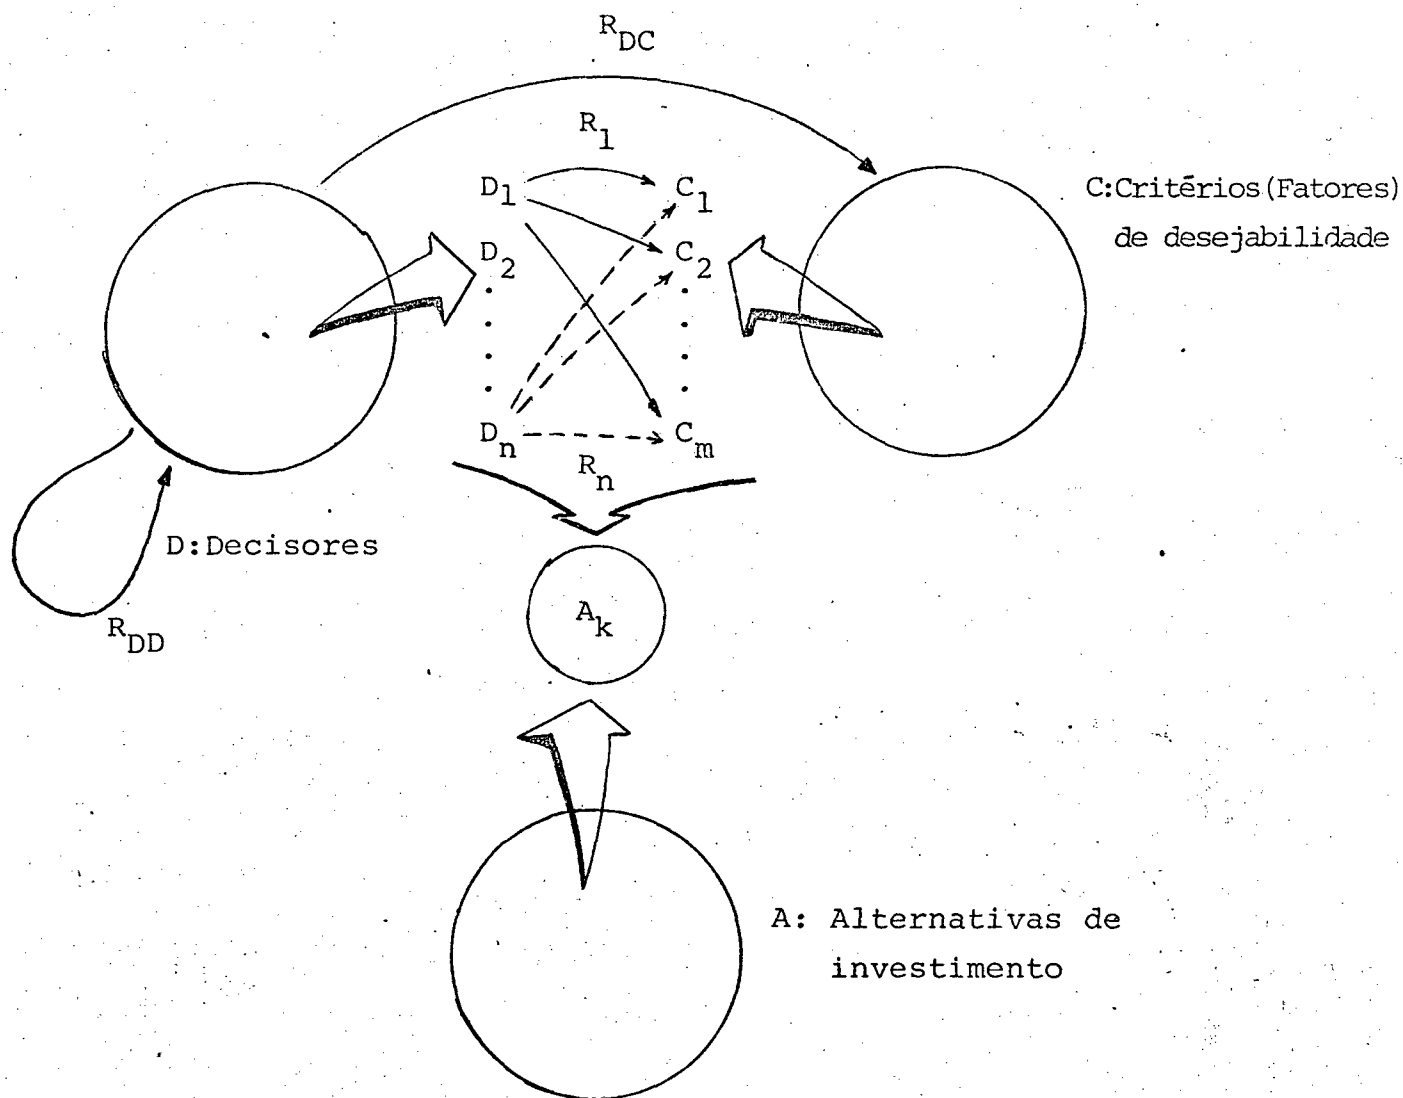 R_DC
R_1
D_1 C_1
C:Critérios(Fatores)
de desejabilidade
D_2 C_2
D_n C_m
R_n
D:Decisores
A_k
R_DD
A: Alternativas de
investimento